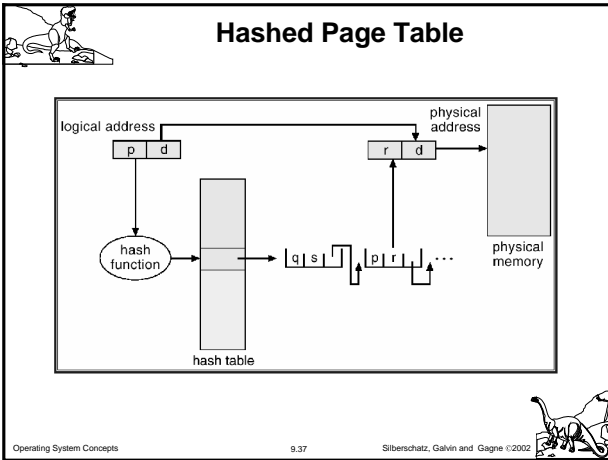 Hashed Page Table
logical address
physical
address
p d
r d
hash
function
q s
p r
...
physical
memory
hash table
Operating System Concepts
9.37
Silberschatz, Galvin and Gagne ©2002